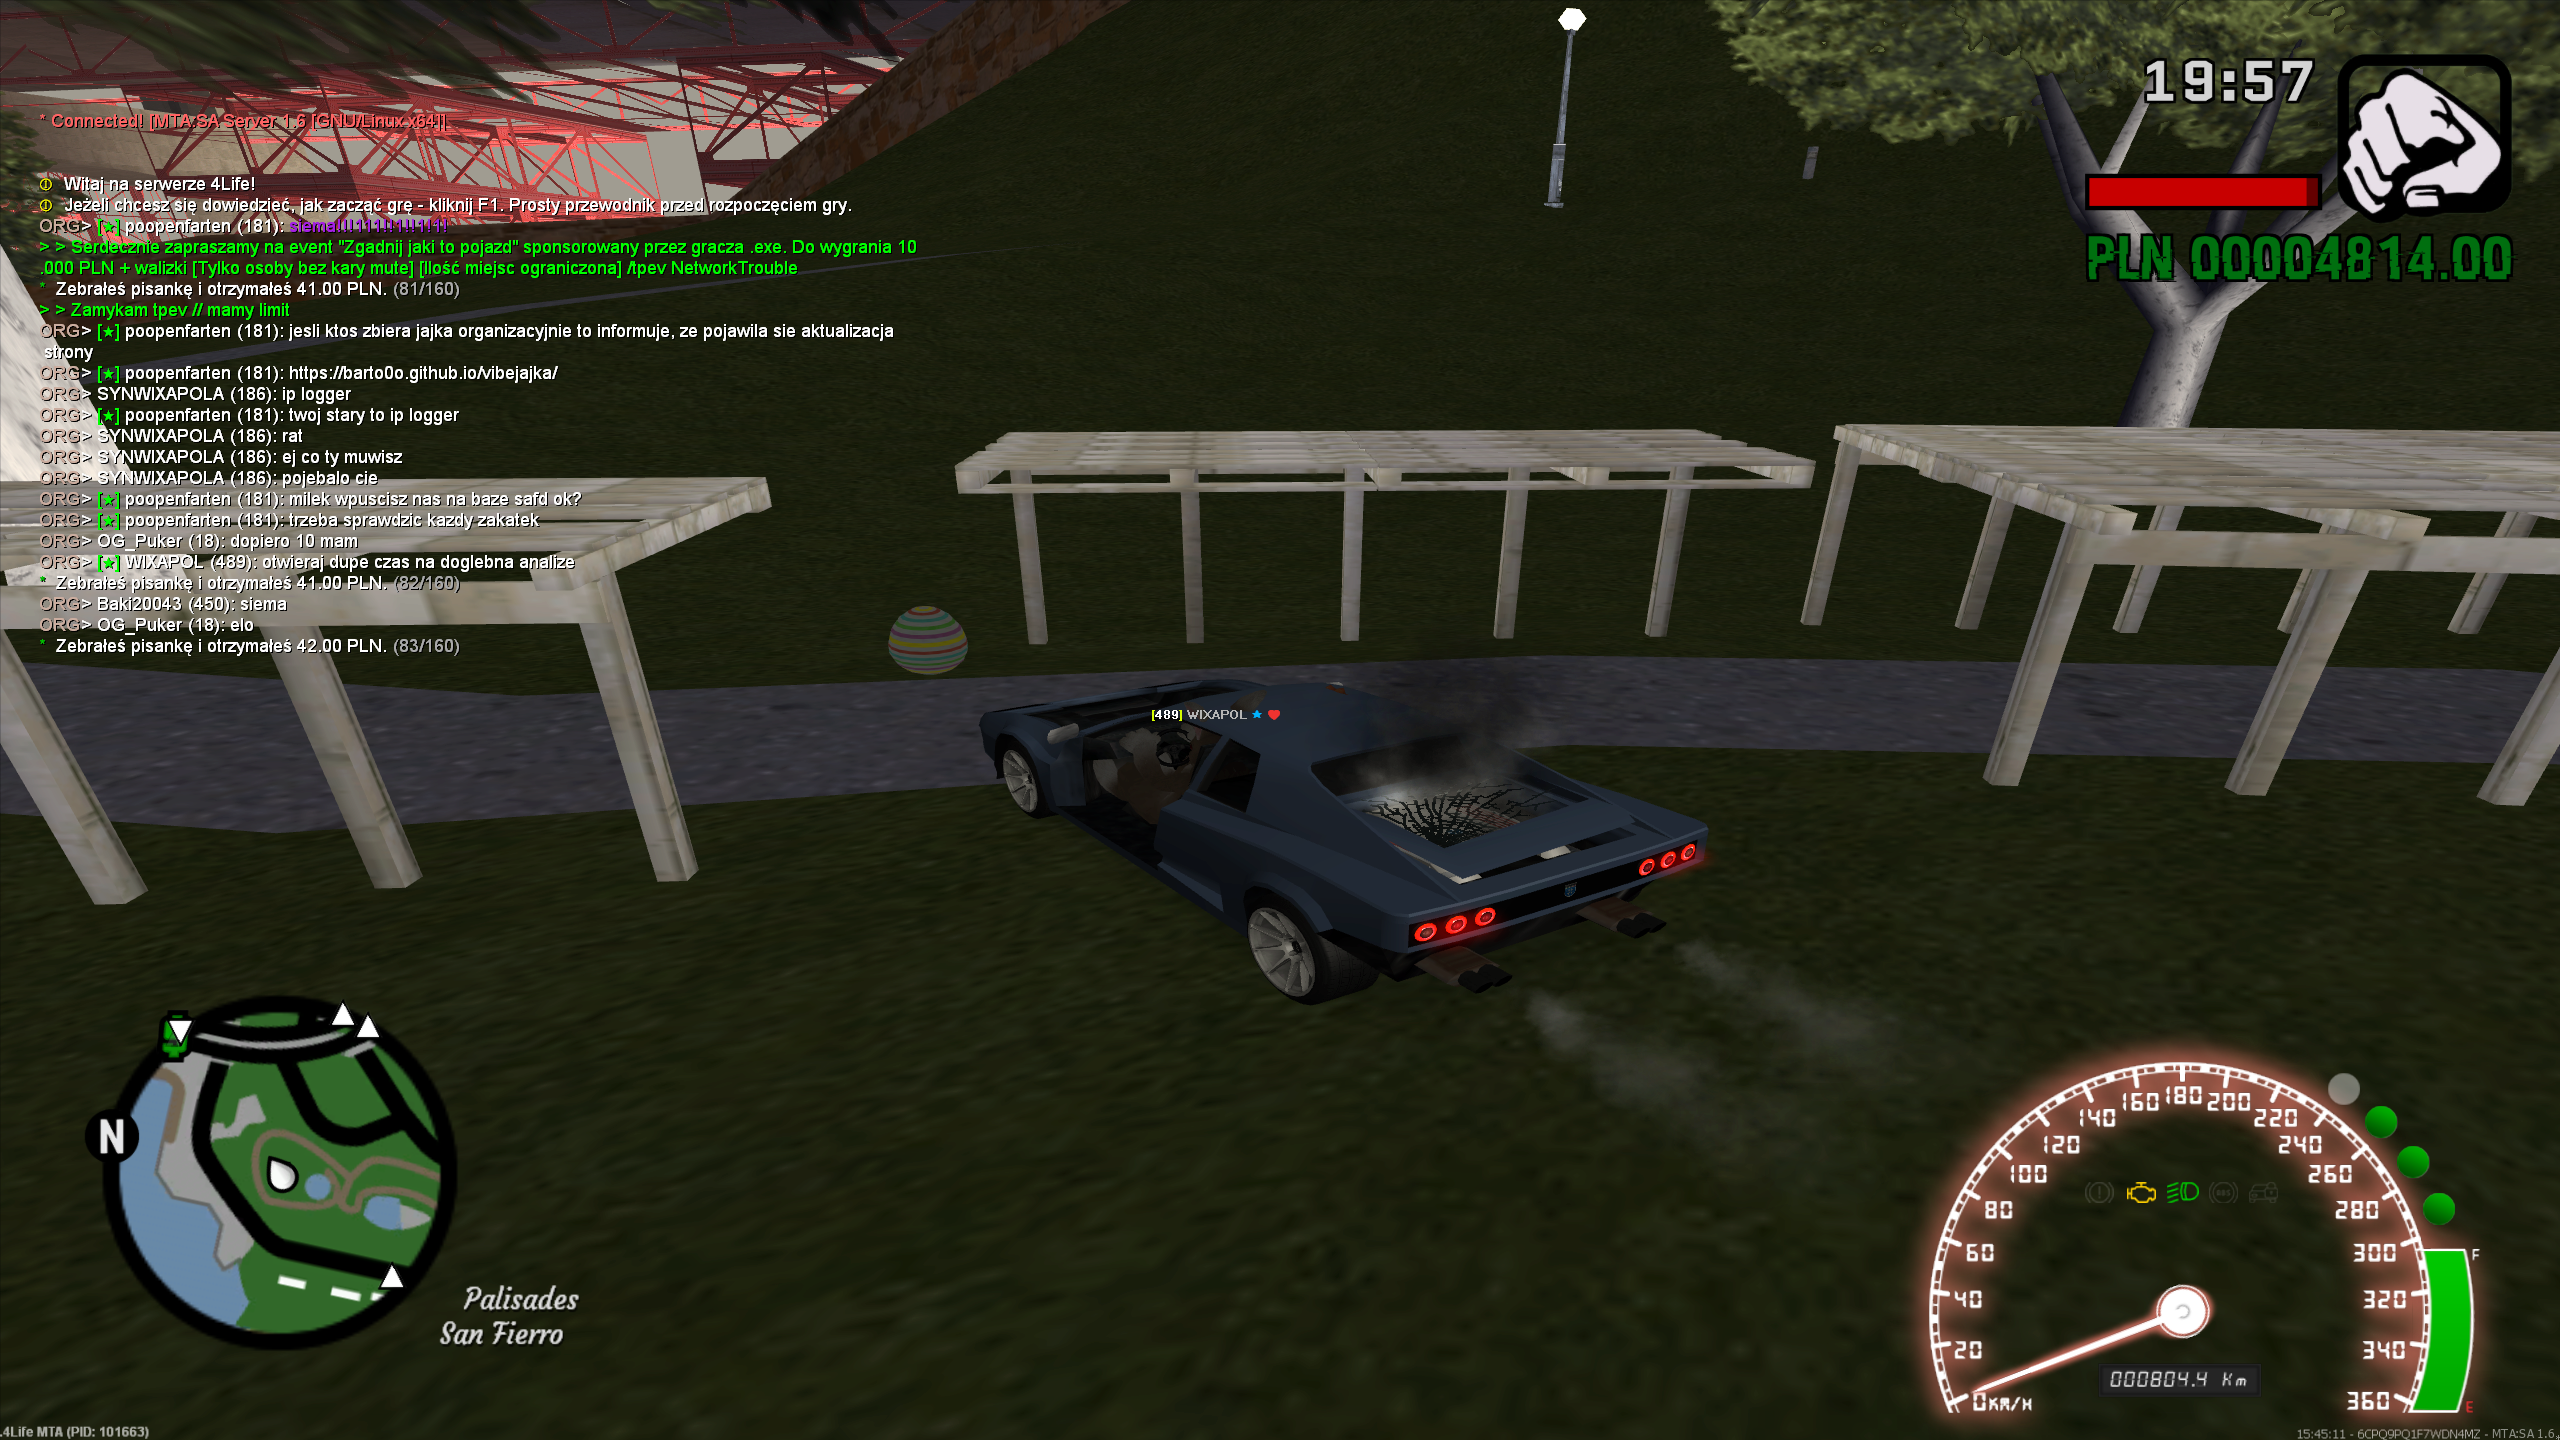 * Connected! [MTA:SA Server 1.6 [GNU/Linux x64]]
Witaj na serwerze 4Life!
Jeżeli chcesz się dowiedzieć, jak zacząć grę - kliknij F1. Prosty przewodnik przed rozpoczęciem gry.
ORG> [★] poopenfarten (181): siema!!!1111!!1!!1!1!!
> > Serdecznie zapraszamy na event "Zgadnij jaki to pojazd" sponsorowany przez gracza .exe. Do wygrania 10
.000 PLN + walizki [Tylko osoby bez kary mute] [Ilość miejsc ograniczona] /tpev NetworkTrouble
* Zebrałeś pisankę i otrzymałeś 41.00 PLN. (81/160)
> > Zamykam tpev // mamy limit
ORG> [★] poopenfarten (181): jesli ktos zbiera jajka organizacyjnie to informuje, ze pojawila sie aktualizacja
strony
ORG> [★] poopenfarten (181): https://barto0o.github.io/vibejajka/
ORG> SYNWIXAPOLA (186): ip logger
ORG> [★] poopenfarten (181): twoj stary to ip logger
ORG> SYNWIXAPOLA (186): rat
ORG> SYNWIXAPOLA (186): ej co ty muwisz
ORG> SYNWIXAPOLA (186): pojebalo cie
ORG> [★] poopenfarten (181): milek wpuscisz nas na baze safd ok?
ORG> [★] poopenfarten (181): trzeba sprawdzic kazdy zakatek
ORG> OG_Puker (18): dopiero 10 mam
ORG> [★] WIXAPOL (489): otwieraj dupe czas na doglebna analize
* Zebrałeś pisankę i otrzymałeś 41.00 PLN. (82/160)
ORG> Baki20043 (450): siema
ORG> OG_Puker (18): elo
* Zebrałeś pisankę i otrzymałeś 42.00 PLN. (83/160)
19:57
PLN 00004814.00
[489] WIXAPOL ★ ♥
N
Palisades
San Fierro
0KM/H
20
40
60
80
100
120
140
160
180
200
220
240
260
280
300
320
340
360
F
E
000804.4 Km
.4Life MTA (PID: 101663)
15:45:11 - 6CPQ9PQ1F7WDN4MZ - MTA:SA 1.6